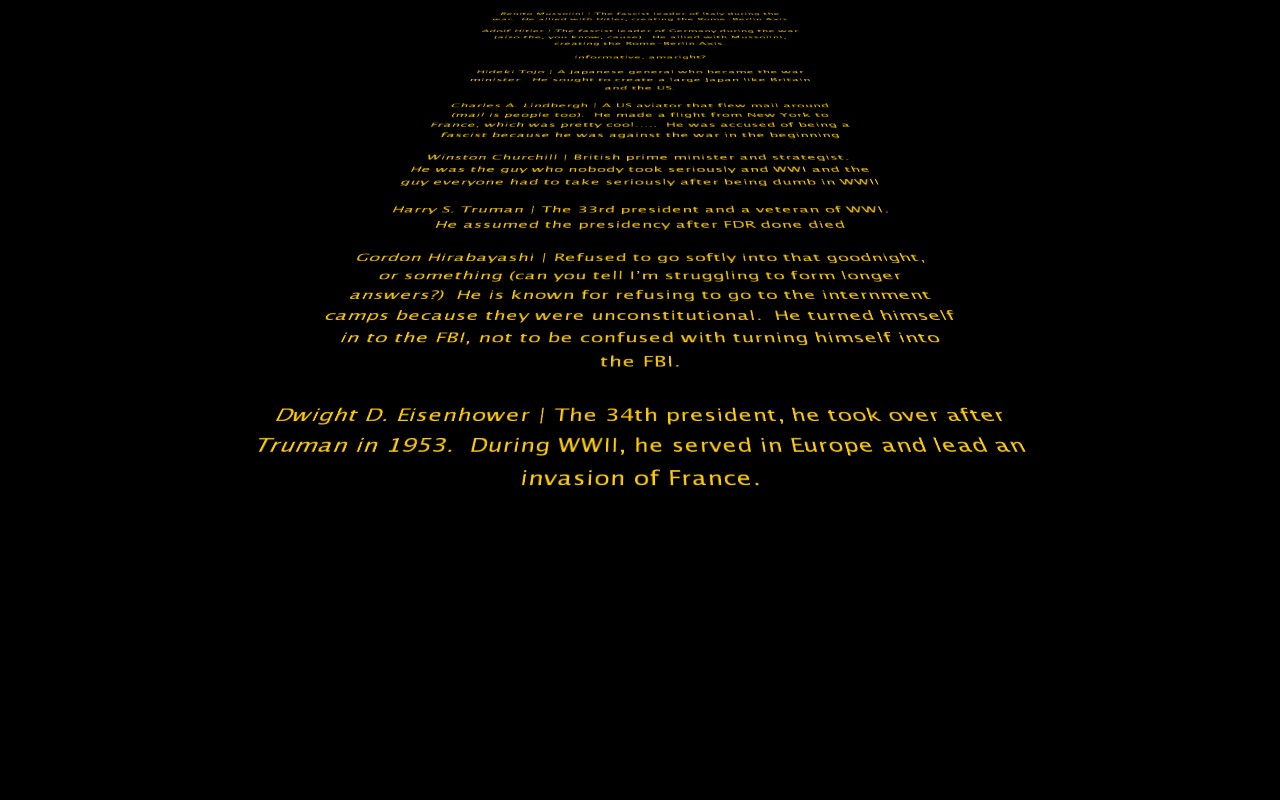 Benito Mussolini | The fascist leader of Italy during the
war. He allied with Hitler, creating the Rome-Berlin Axis
Adolf Hitler | The fascist leader of Germany during the war
(also the, you know, cause). He allied with Mussolini,
creating the Rome-Berlin Axis.
informative, amaright?
Hideki Tojo | A Japanese general who became the war
minister. He sought to create a large Japan like Britain
and the US
Charles A. Lindbergh | A US aviator that flew mail around
(mail is people too). He made a flight from New York to
France, which was pretty cool..... He was accused of being a
fascist because he was against the war in the beginning
Winston Churchill | British prime minister and strategist.
He was the guy who nobody took seriously and WWI and the
guy everyone had to take seriously after being dumb in WWII
Harry S. Truman | The 33rd president and a veteran of WWI.
He assumed the presidency after FDR done died
Gordon Hirabayashi | Refused to go softly into that goodnight,
or something (can you tell I'm struggling to form longer
answers?) He is known for refusing to go to the internment
camps because they were unconstitutional. He turned himself
in to the FBI, not to be confused with turning himself into
the FBI.
Dwight D. Eisenhower | The 34th president, he took over after
Truman in 1953. During WWII, he served in Europe and lead an
invasion of France.